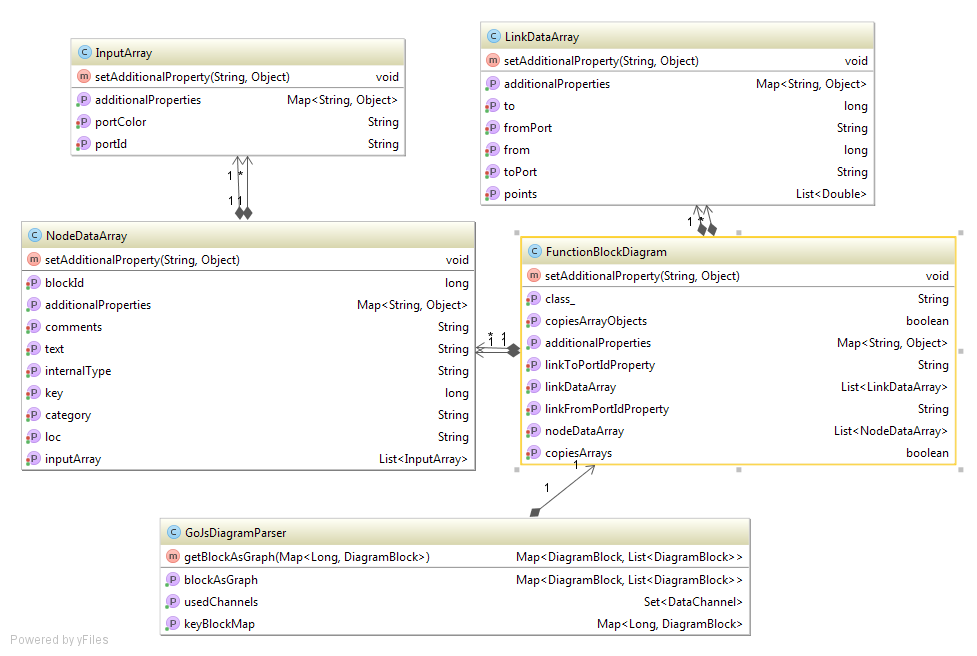 C InputArray
m setAdditionalProperty(String, Object) void
P additionalProperties Map<String, Object>
P portColor String
P portId String
C LinkDataArray
m setAdditionalProperty(String, Object) void
P additionalProperties Map<String, Object>
P to long
P fromPort String
P from long
P toPort String
P points List<Double>
1 *
1 1
1 *
C NodeDataArray
m setAdditionalProperty(String, Object) void
P blockId long
P additionalProperties Map<String, Object>
P comments String
P text String
P internalType String
P key long
P category String
P loc String
P inputArray List<InputArray>
* 1
1
C FunctionBlockDiagram
m setAdditionalProperty(String, Object) void
P class_ String
P copiesArrayObjects boolean
P additionalProperties Map<String, Object>
P linkToPortIdProperty String
P linkDataArray List<LinkDataArray>
P linkFromPortIdProperty String
P nodeDataArray List<NodeDataArray>
P copiesArrays boolean
1
1
C GoJsDiagramParser
m getBlockAsGraph(Map<Long, DiagramBlock>) Map<DiagramBlock, List<DiagramBlock>>
P blockAsGraph Map<DiagramBlock, List<DiagramBlock>>
P usedChannels Set<DataChannel>
P keyBlockMap Map<Long, DiagramBlock>
Powered by yFiles